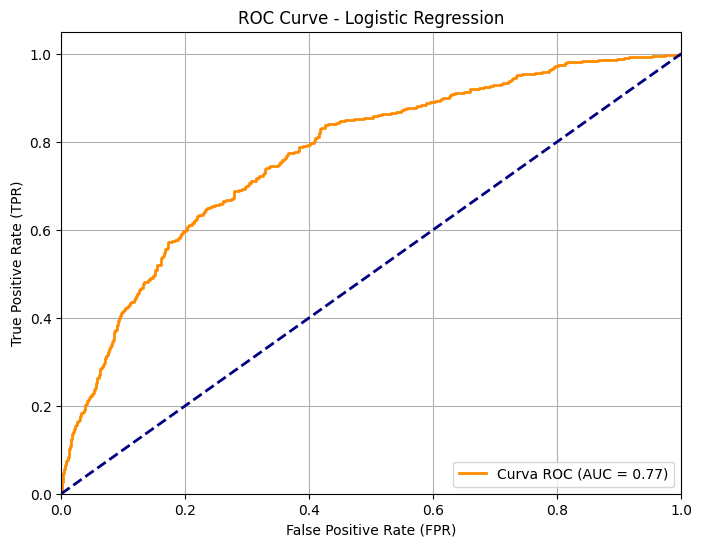 ROC Curve - Logistic Regression
True Positive Rate (TPR)
1.0
0.8
0.6
0.4
0.2
0.0
0.0 0.2 0.4 0.6 0.8 1.0
False Positive Rate (FPR)
Curva ROC (AUC = 0.77)